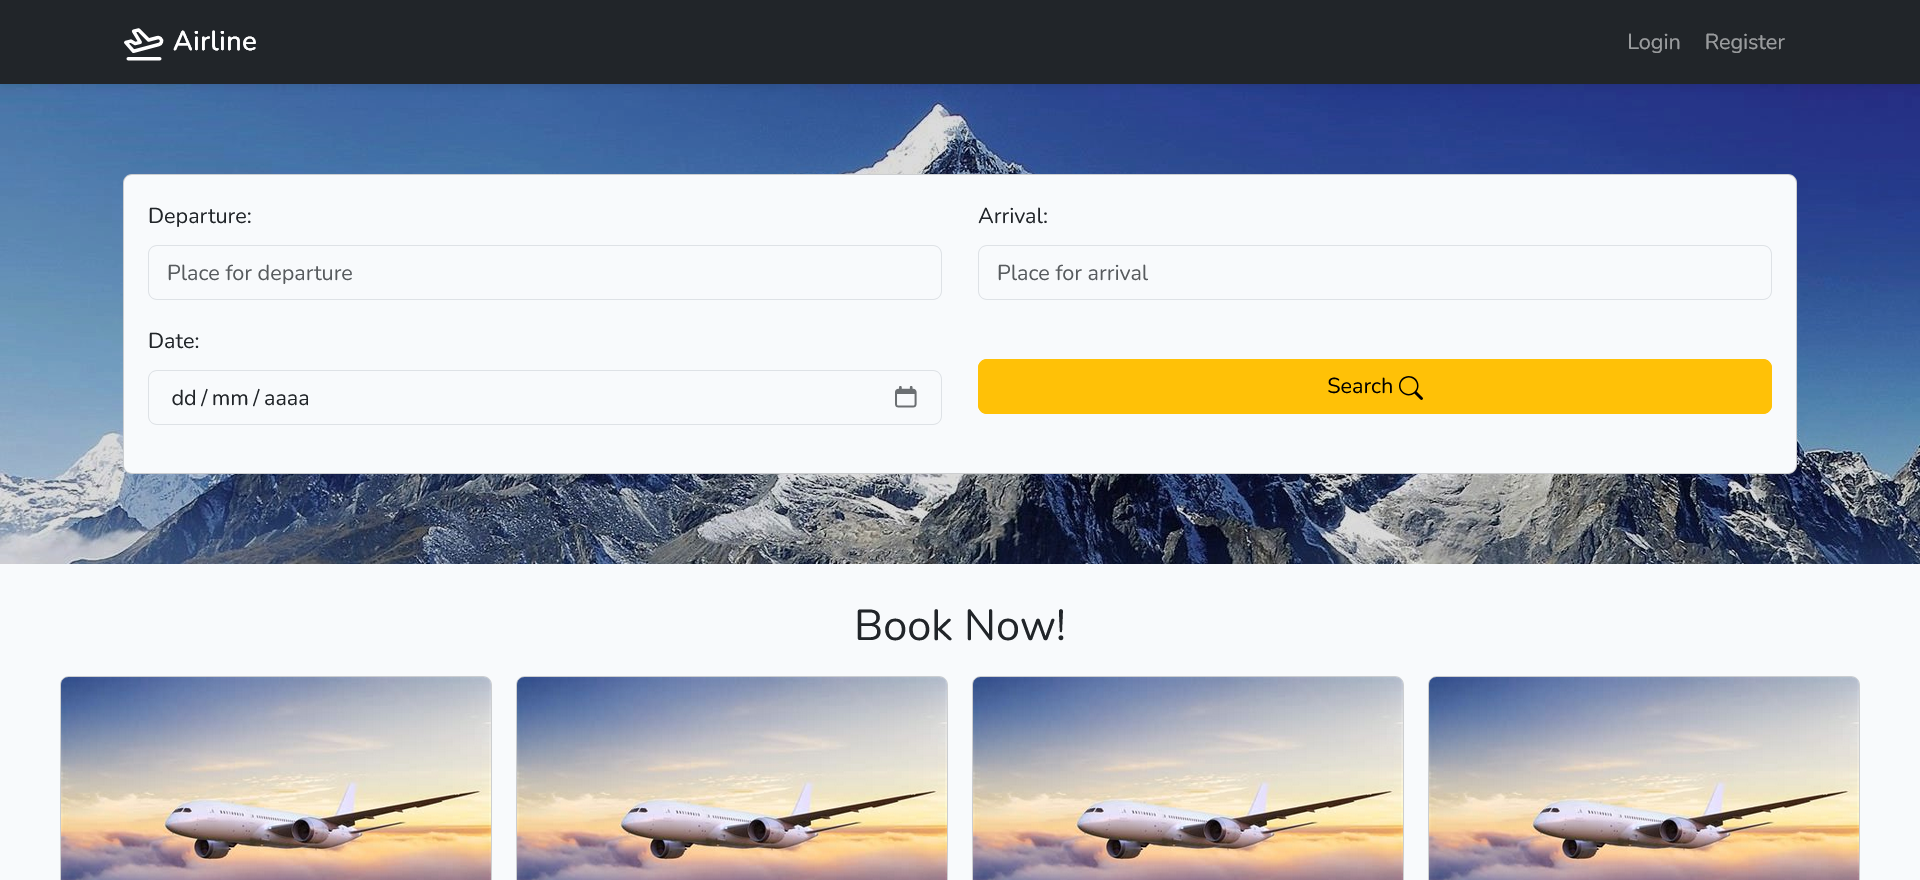 Airline
Login Register
Departure:
Arrival:
Place for departure
Place for arrival
Date:
dd / mm / aaaa
Search
Book Now!